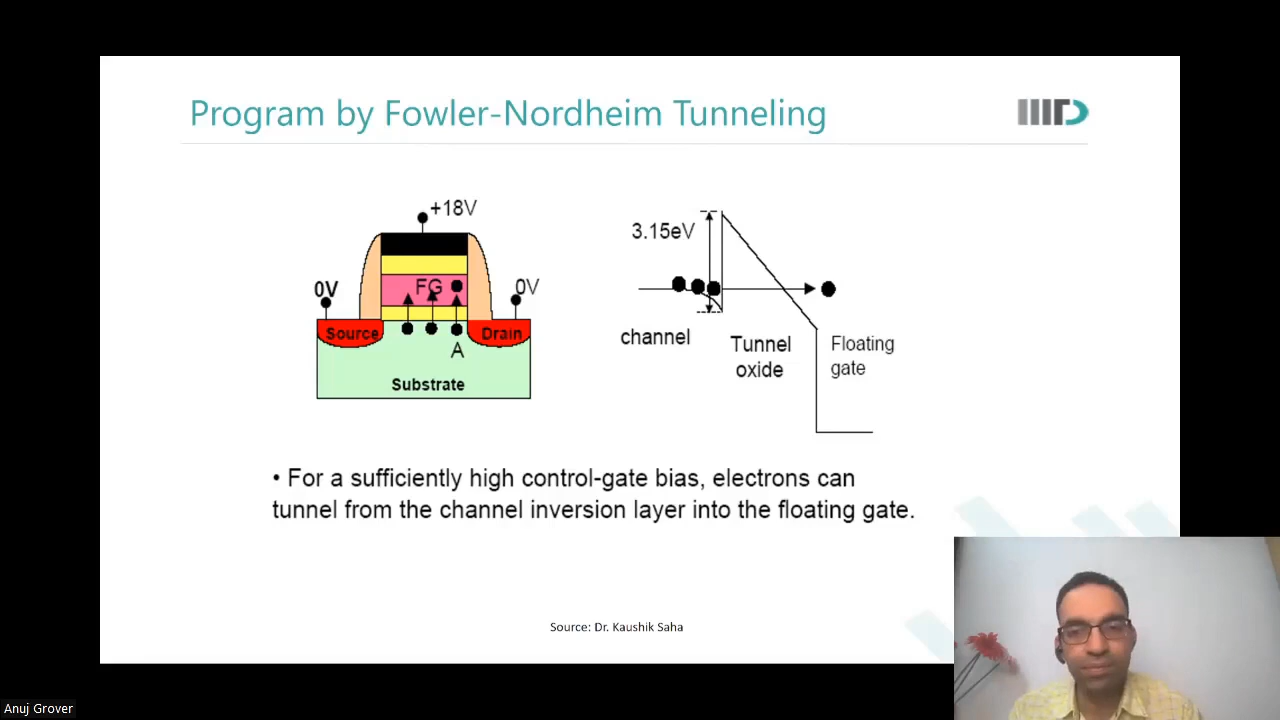 Program by Fowler-Nordheim Tunneling
IIITD
+18V
3.15eV
0V
FG
0V
Source
Drain
A
Substrate
channel
Tunnel
oxide
Floating
gate
• For a sufficiently high control-gate bias, electrons can
tunnel from the channel inversion layer into the floating gate.
Source: Dr. Kaushik Saha
Anuj Grover